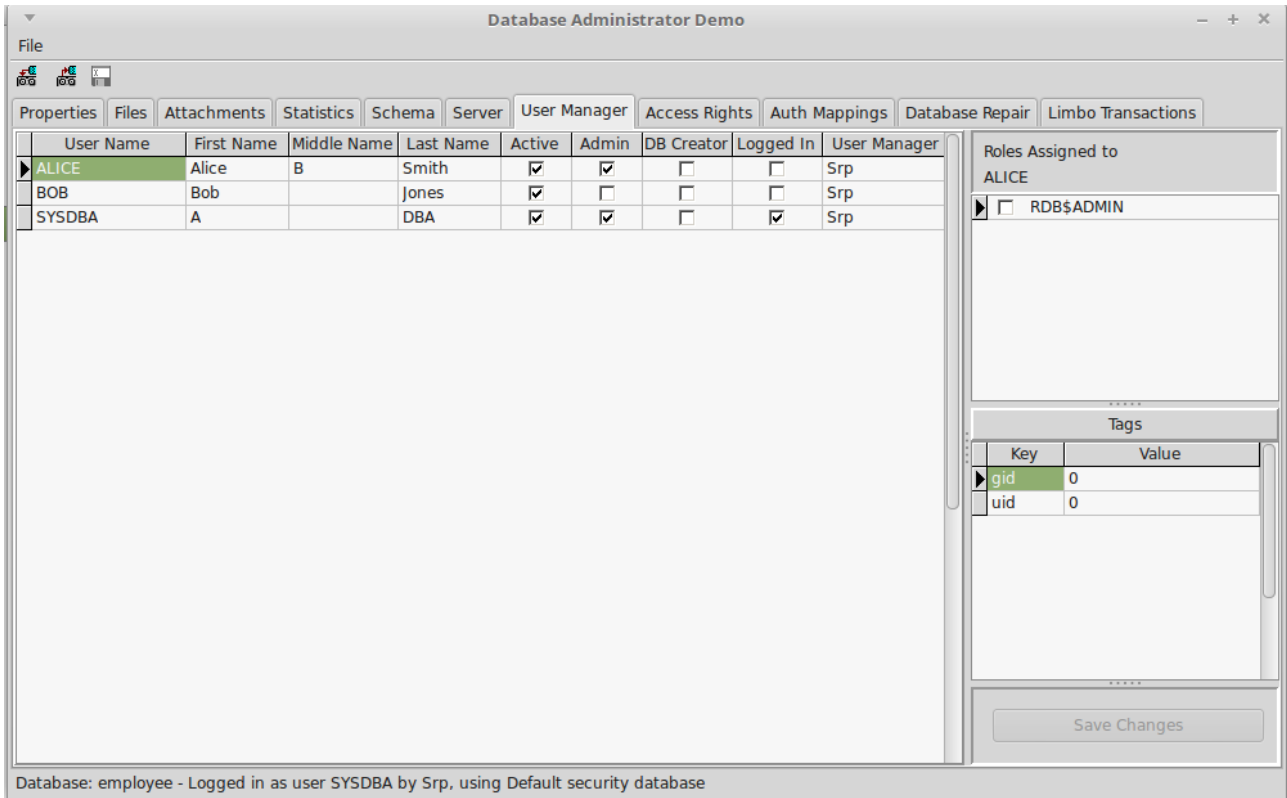 Database Administrator Demo
File
Properties Files Attachments Statistics Schema Server User Manager Access Rights Auth Mappings Database Repair Limbo Transactions
User Name First Name Middle Name Last Name Active Admin DB Creator Logged In User Manager
ALICE Alice B Smith Srp
BOB Bob Jones Srp
SYSDBA A DBA Srp
Roles Assigned to
ALICE
RDB$ADMIN
Tags
Key Value
gid 0
uid 0
Save Changes
Database: employee - Logged in as user SYSDBA by Srp, using Default security database